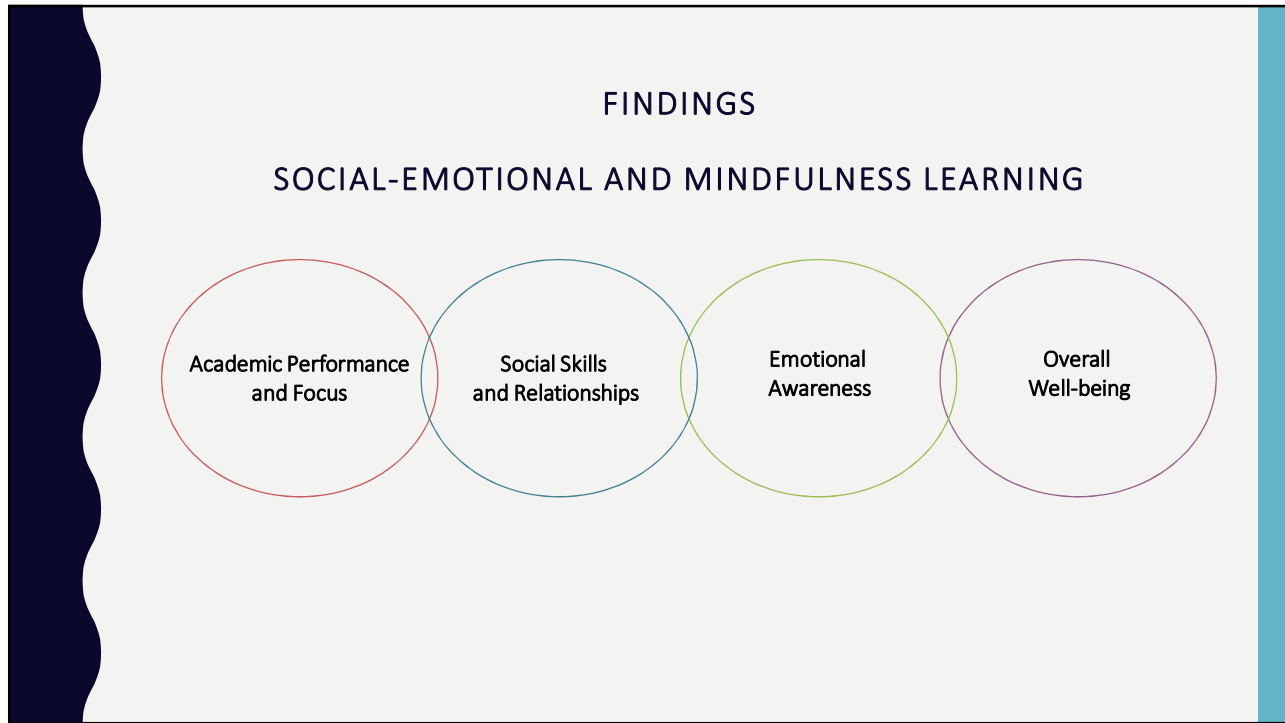 FINDINGS
SOCIAL-EMOTIONAL AND MINDFULNESS LEARNING
Academic Performance
and Focus
Social Skills
and Relationships
Emotional
Awareness
Overall
Well-being